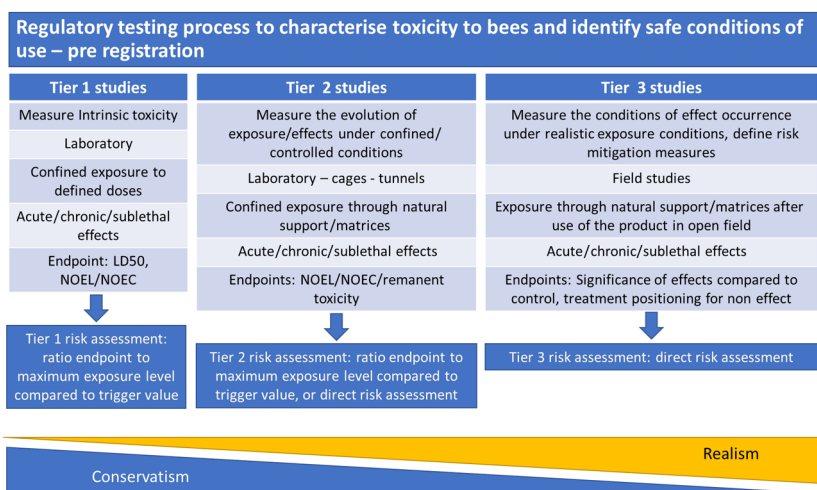 Regulatory testing process to characterise toxicity to bees and identify safe conditions of
use – pre registration
Tier 1 studies
Measure Intrinsic toxicity
Laboratory
Confined exposure to
defined doses
Acute/chronic/sublethal
effects
Endpoint: LD50,
NOEL/NOEC
Tier 1 risk assessment:
ratio endpoint to
maximum exposure level
compared to trigger value
Tier  2 studies
Measure the evolution of
exposure/effects under confined/
controlled conditions
Laboratory – cages - tunnels
Confined exposure through natural
support/matrices
Acute/chronic/sublethal effects
Endpoints: NOEL/NOEC/remanent
toxicity
Tier 2 risk assessment: ratio endpoint to
maximum exposure level compared to
trigger value, or direct risk assessment
Tier  3 studies
Measure the conditions of effect occurrence
under realistic exposure conditions, define risk
mitigation measures
Field studies
Exposure through natural support/matrices after
use of the product in open field
Acute/chronic/sublethal effects
Endpoints: Significance of effects compared to
control, treatment positioning for non effect
Tier 3 risk assessment: direct risk assessment
Realism
Conservatism